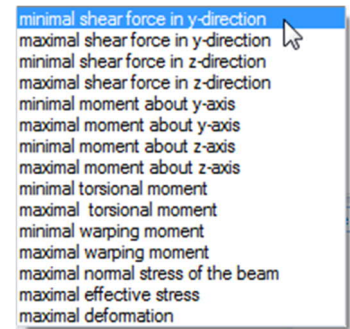 minimal shear force in y-direction
maximal shear force in y-direction
minimal shear force in z-direction
maximal shear force in z-direction
minimal moment about y-axis
maximal moment about y-axis
minimal moment about z-axis
maximal moment about z-axis
minimal torsional moment
maximal torsional moment
minimal warping moment
maximal warping moment
maximal normal stress of the beam
maximal effective stress
maximal deformation